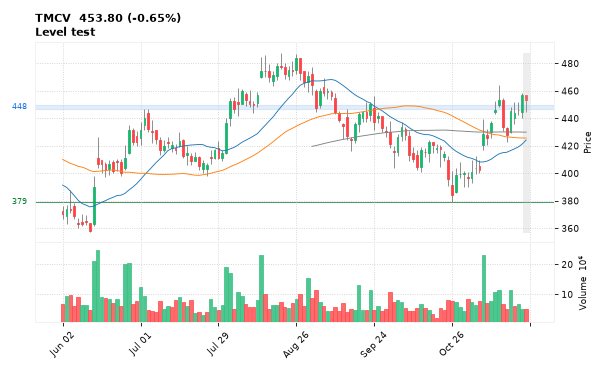 TMCV 453.80 (-0.65%)
Level test
480
460
448
440
420
400
379
380
360
Price
20
10
Volume 10⁶
Jun 02
Jul 01
Jul 29
Aug 26
Sep 24
Oct 26